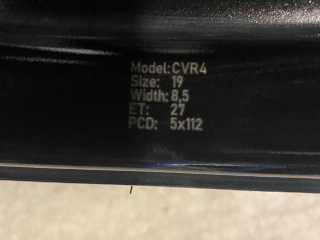 Model: CVR4
Size: 19
Width: 8,5
ET: 27
PCD: 5x112